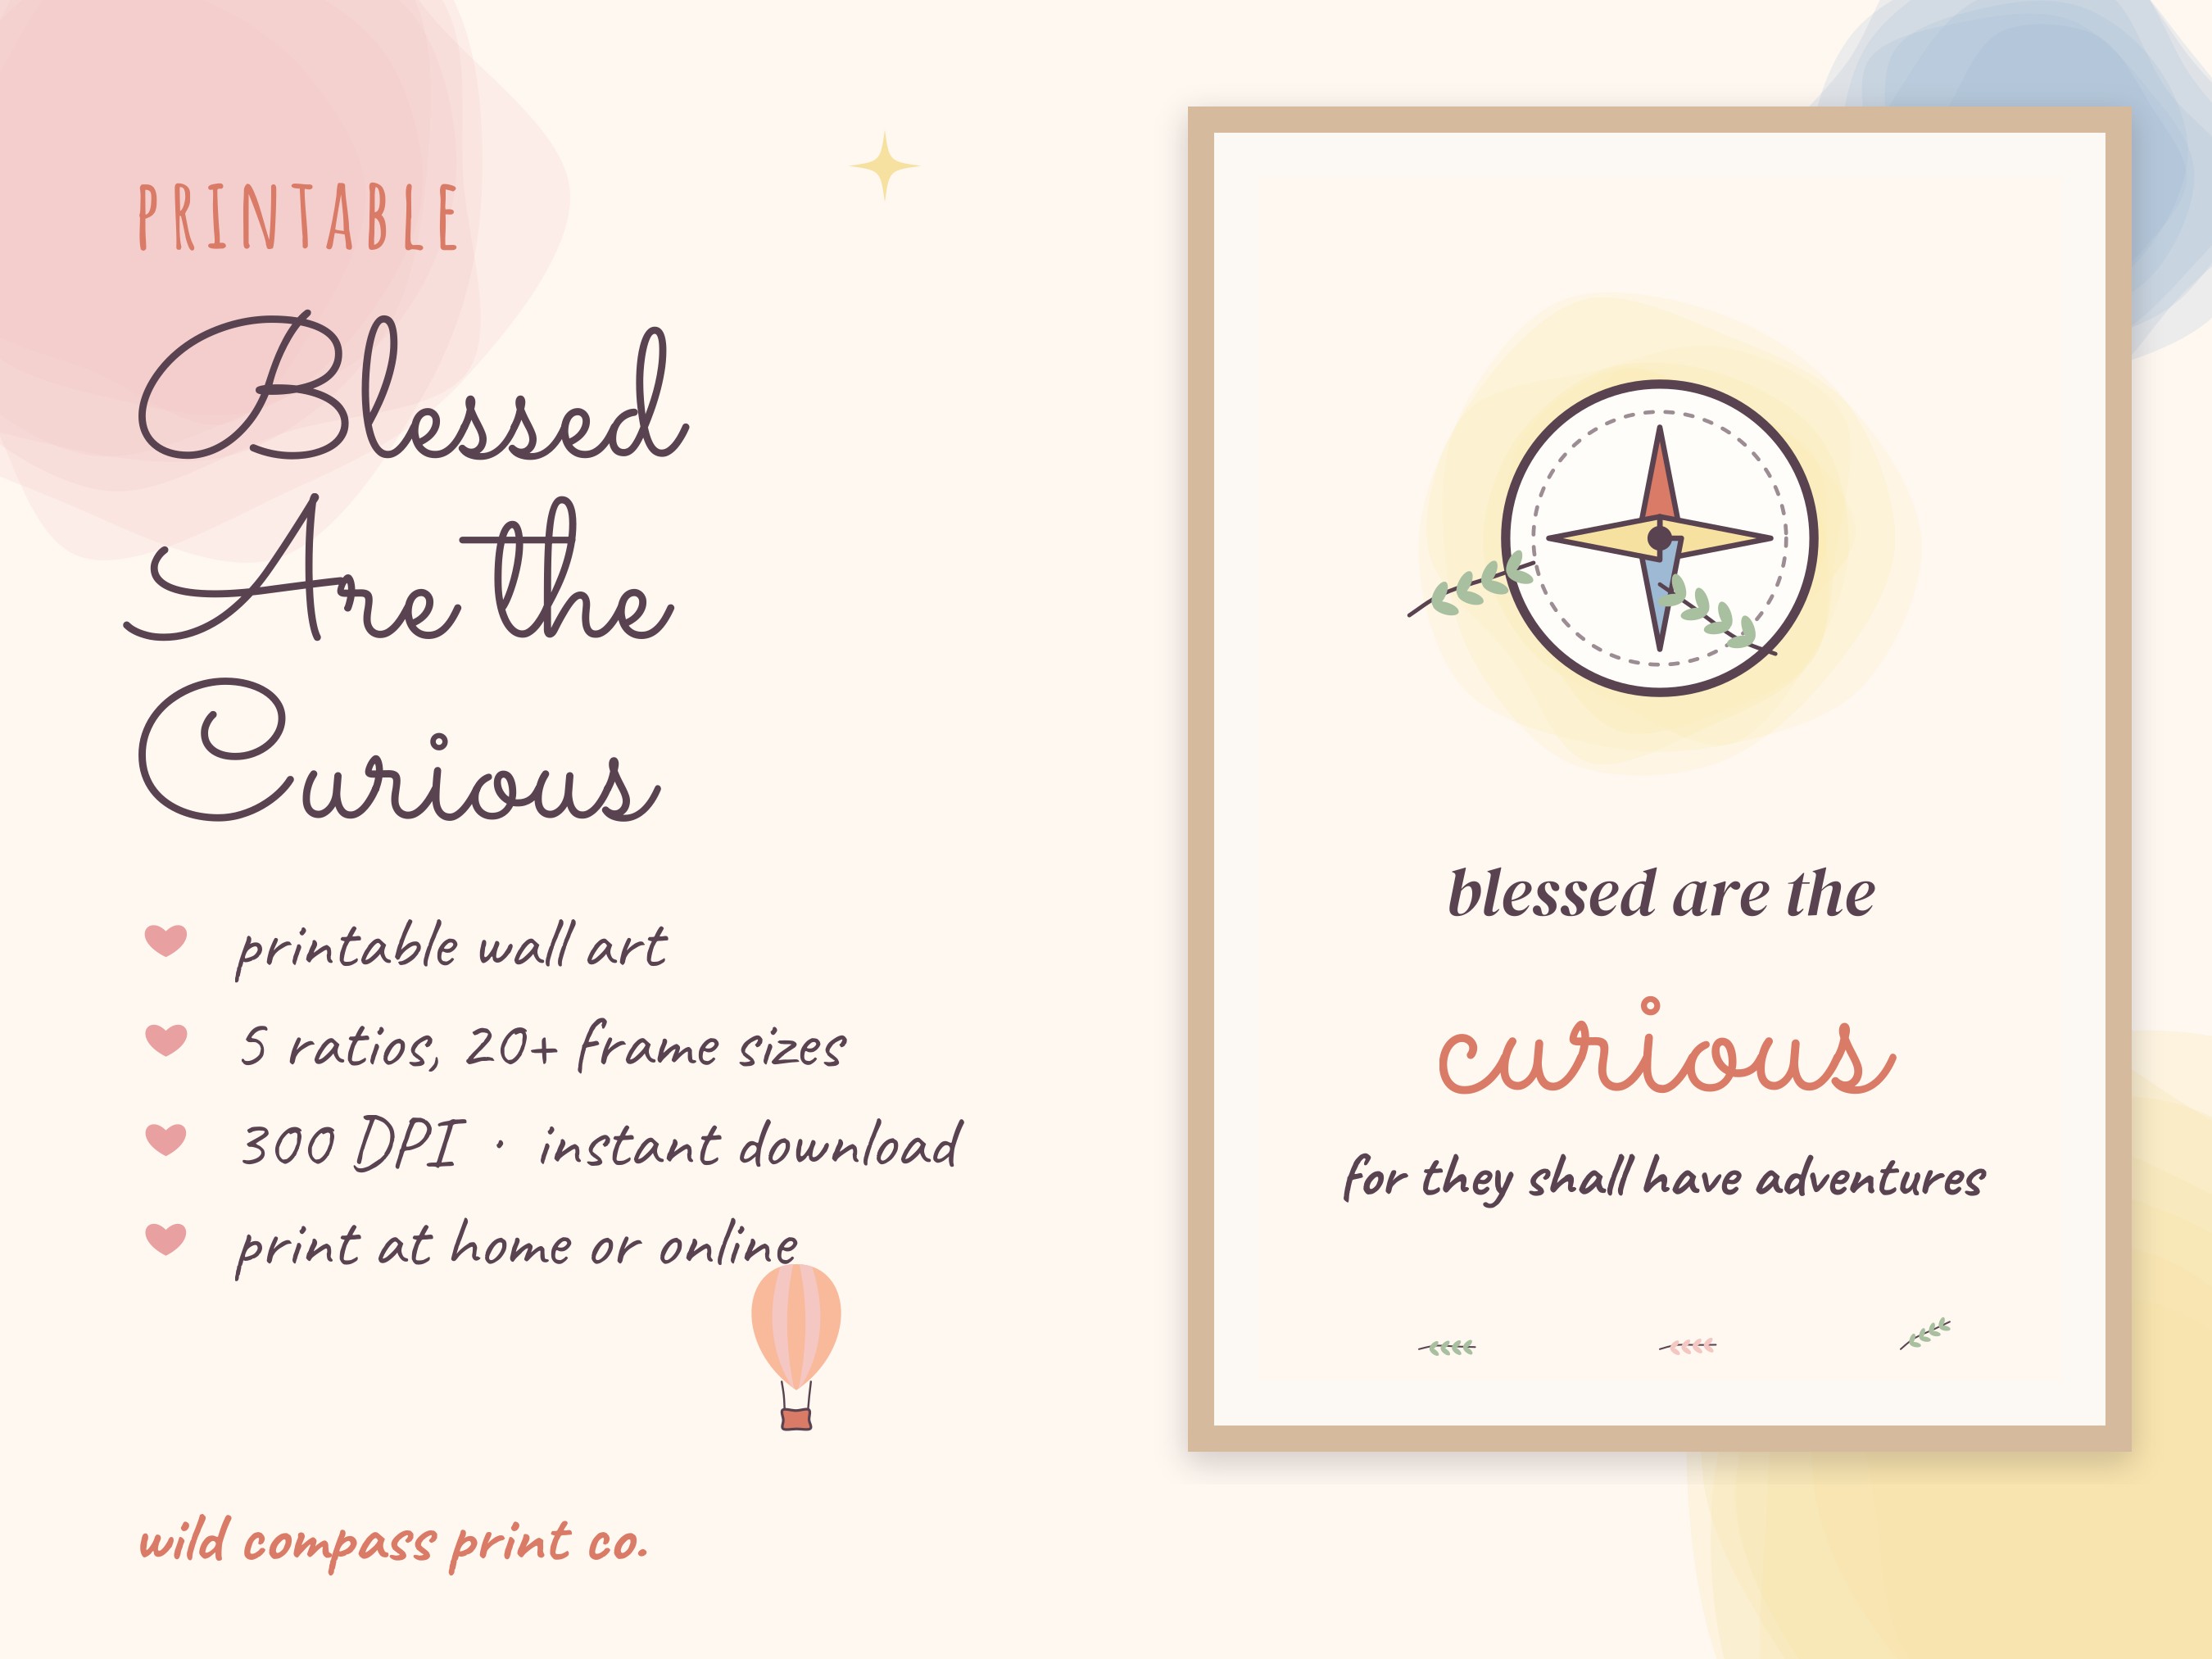 PRINTABLE
Blessed
Are the
Curious
printable wall art
5 ratios, 20+ frame sizes
300 DPI · instant download
print at home or online
wild compass print co.
blessed are the
curious
for they shall have adventures